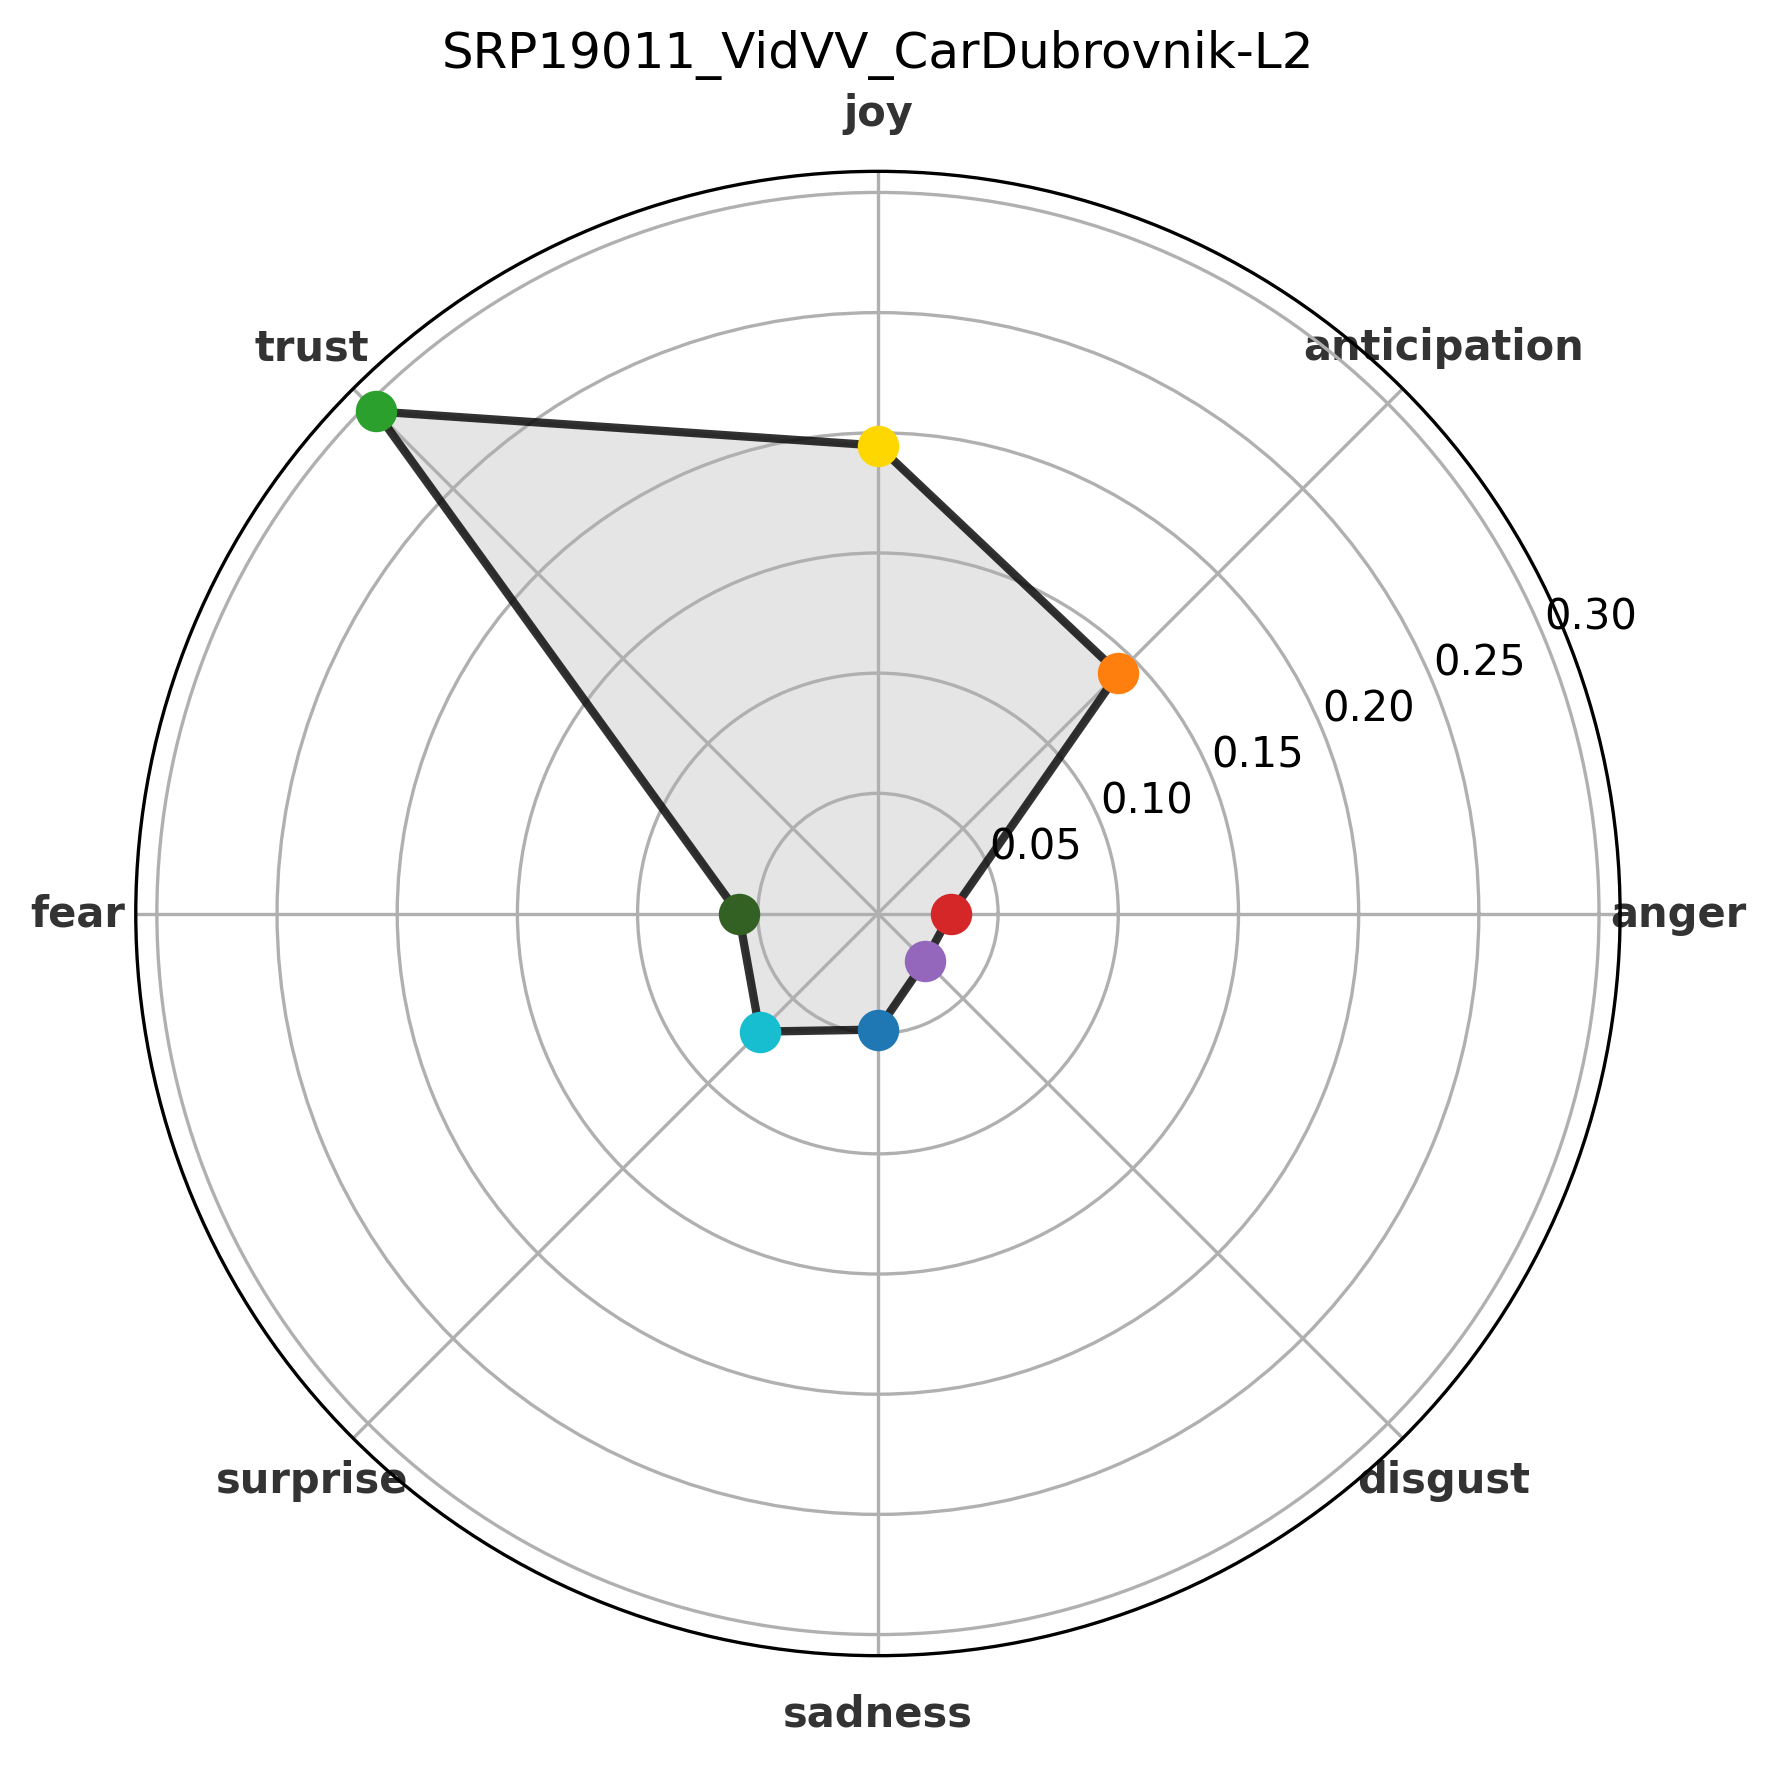 SRP19011_VidVV_CarDubrovnik-L2
joy
trust
anticipation
0.30
0.25
0.20
0.15
0.10
0.05
fear
anger
surprise
disgust
sadness